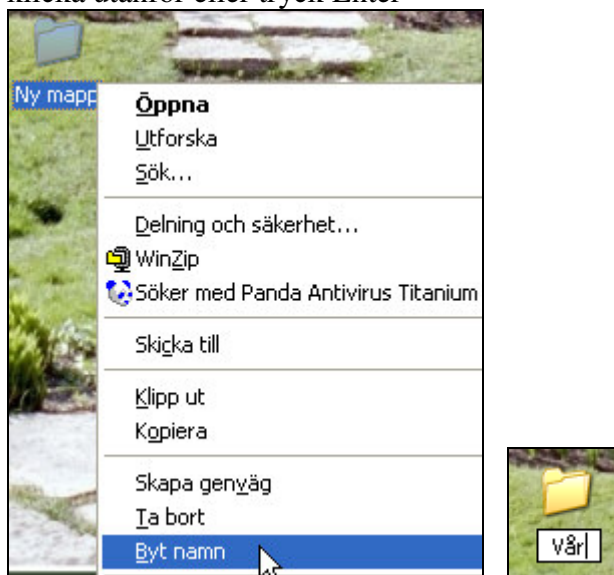 klicka utanför eller tryck Enter
Ny mapp
Öppna
Utforska
Sök...
Delning och säkerhet...
WinZip
Söker med Panda Antivirus Titanium
Skicka till
Klipp ut
Kopiera
Skapa genväg
Ta bort
Byt namn
Vår